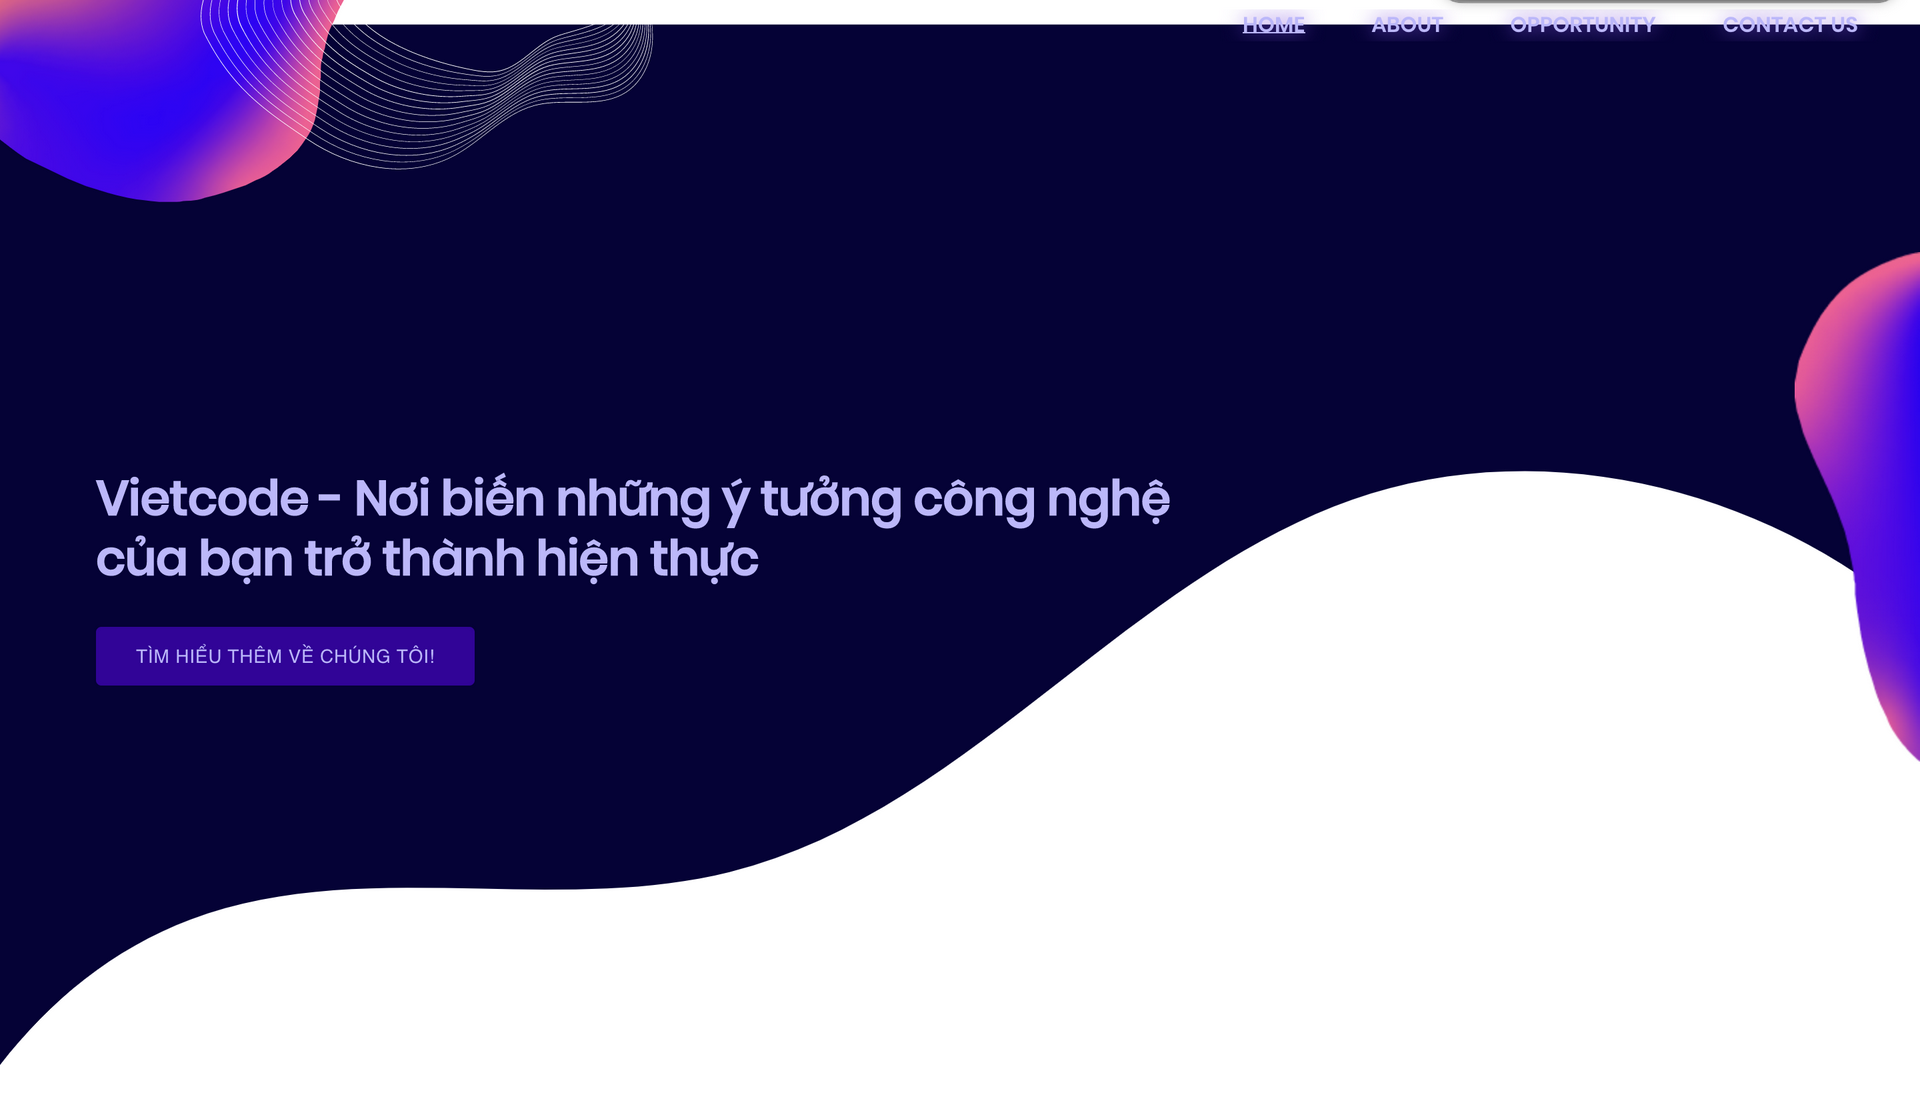 HOME ABOUT OPPORTUNITY CONTACT US
Vietcode - Nơi biến những ý tưởng công nghệ
của bạn trở thành hiện thực
TÌM HIỂU THÊM VỀ CHÚNG TÔI!